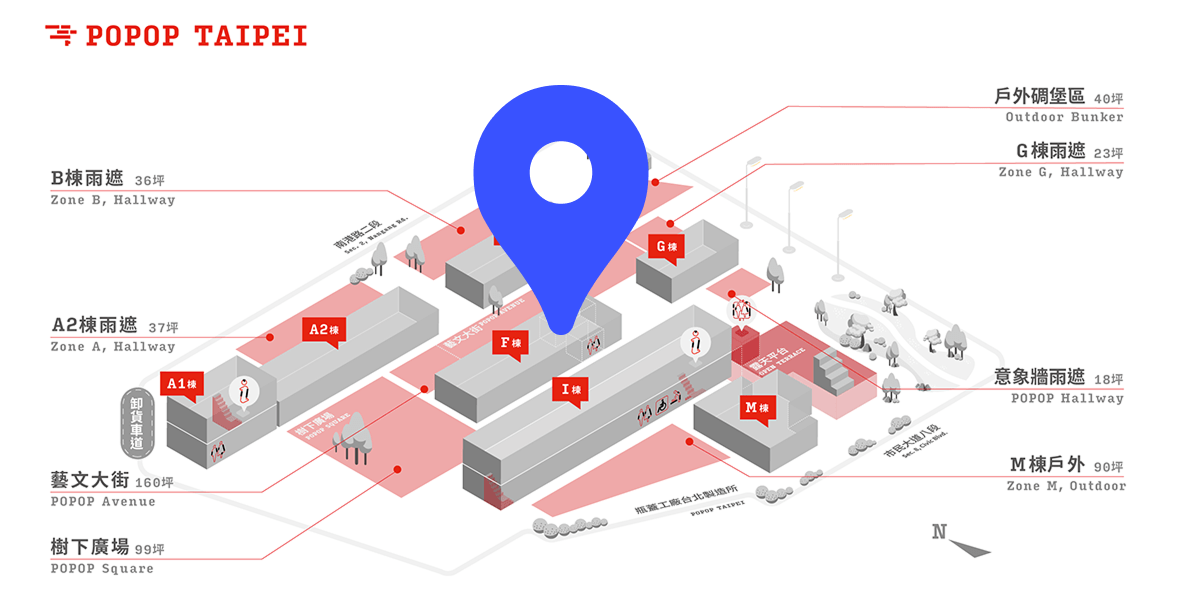 POPOP TAIPEI
戶外碉堡區 40坪
Outdoor Bunker
G棟雨遮 23坪
Zone G, Hallway
B棟雨遮 36坪
Zone B, Hallway
南港路二段
Sec. 2, Nangang Rd.
G棟
A2棟雨遮 37坪
Zone A, Hallway
A2棟
藝文大街 POPOP AVENUE
F棟
露天平台
OPEN TERRACE
A1棟
I棟
M棟
意象牆雨遮 18坪
POPOP Hallway
卸貨車道
樹下廣場
POPOP SQUARE
市民大道八段
Sec. 8, Civic Blvd.
藝文大街 160坪
POPOP Avenue
M棟戶外 90坪
Zone M, Outdoor
瓶蓋工廠台北製造所
POPOP TAIPEI
樹下廣場 99坪
POPOP Square
N